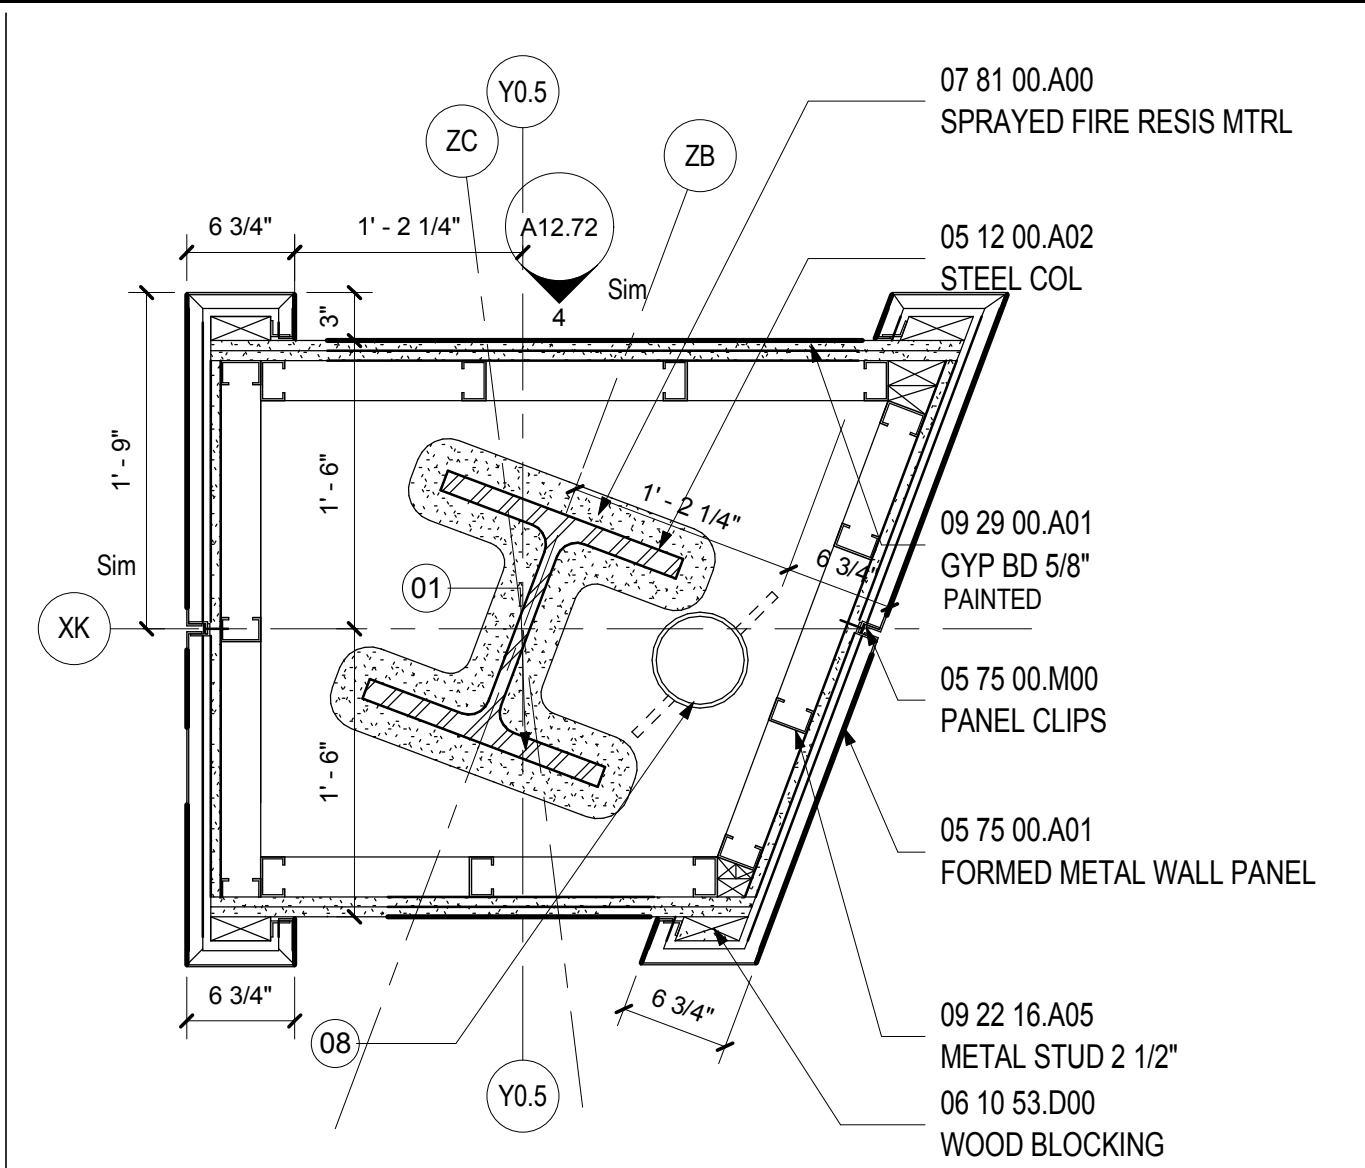 07 81 00.A00
SPRAYED FIRE RESIS MTRL
Y0.5
ZC
ZB
6 3/4"
1' - 2 1/4"
A12.72
Sim
4
05 12 00.A02
STEEL COL
3"
1' - 9"
1' - 6"
1' - 2 1/4"
6 3/4"
09 29 00.A01
GYP BD 5/8"
PAINTED
Sim
01
XK
05 75 00.M00
PANEL CLIPS
1' - 6"
05 75 00.A01
FORMED METAL WALL PANEL
6 3/4"
6 3/4"
08
Y0.5
09 22 16.A05
METAL STUD 2 1/2"
06 10 53.D00
WOOD BLOCKING